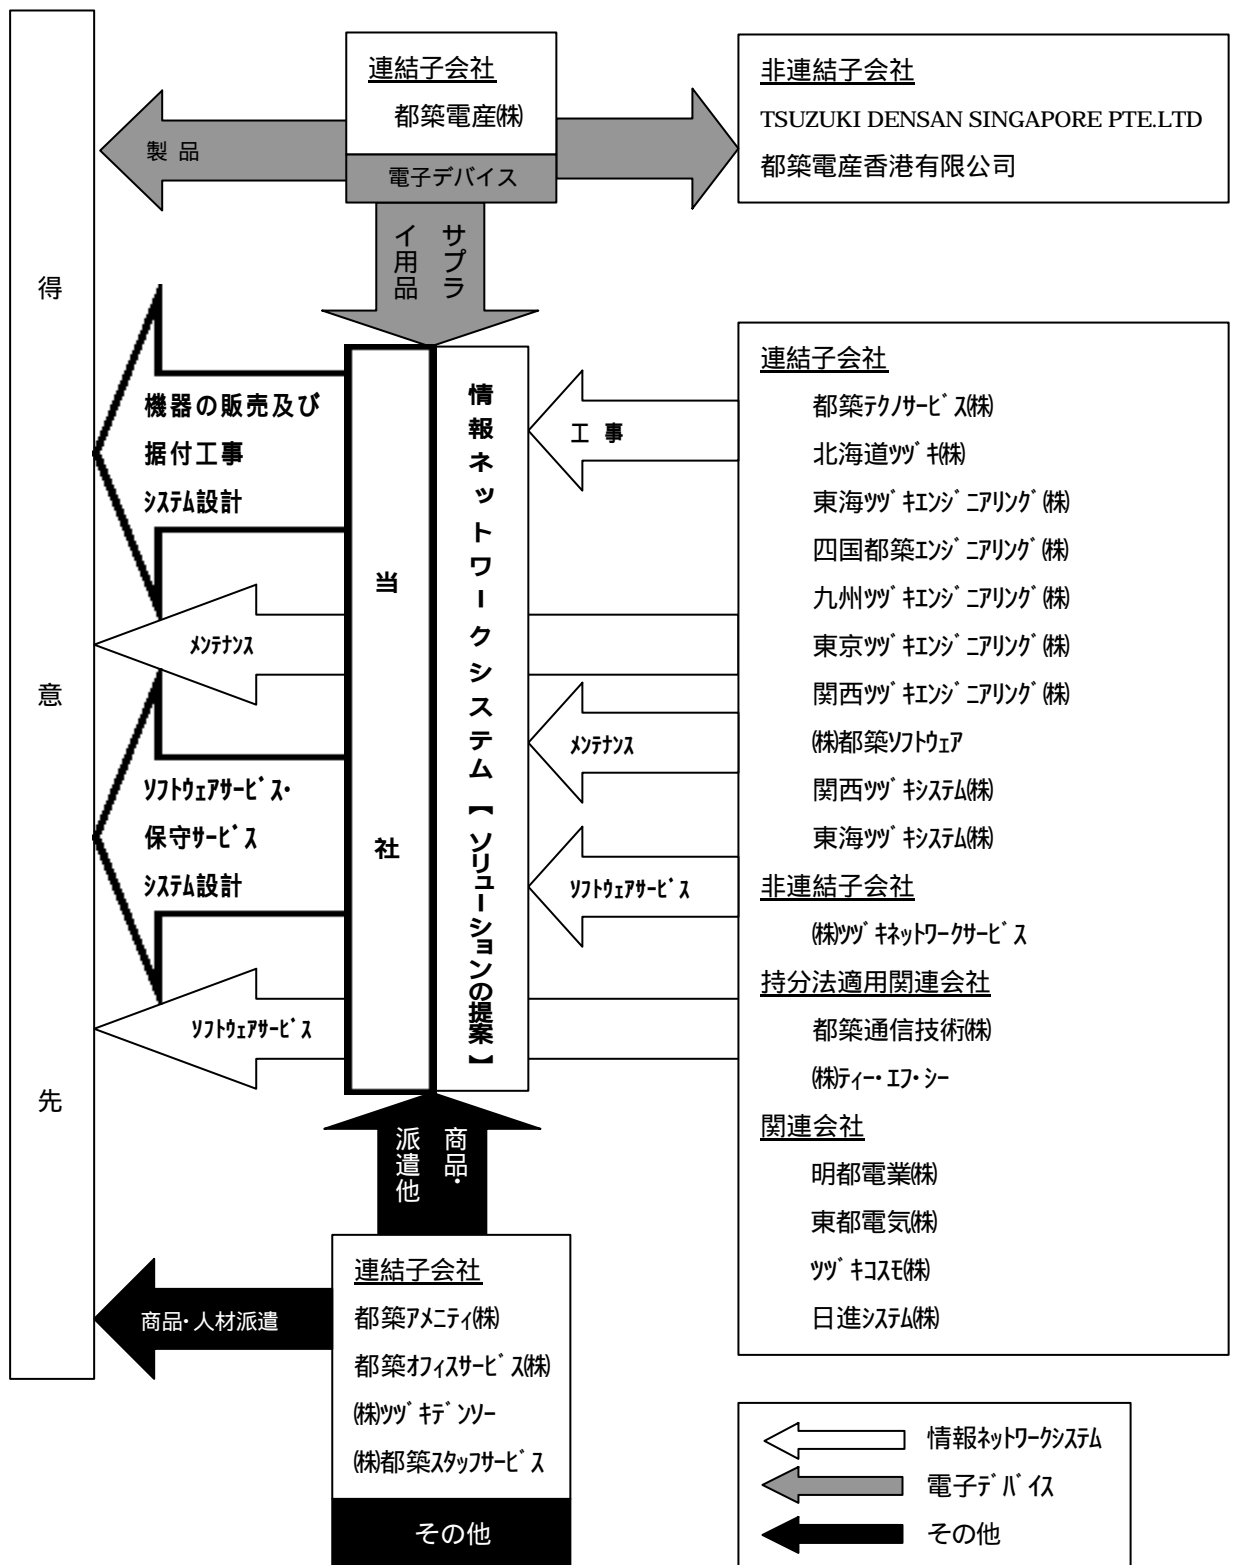 得意先
連結子会社
都築電産㈱
電子デバイス
製 品
非連結子会社
TSUZUKI DENSAN SINGAPORE PTE.LTD
都築電産香港有限公司
サプラ
イ用品
機器の販売及び
据付工事
ｼｽﾃﾑ設計
ﾒﾝﾃﾅﾝｽ
ｿﾌﾄｳｪｱｻｰﾋﾞｽ・
保守ｻｰﾋﾞｽ
ｼｽﾃﾑ設計
ｿﾌﾄｳｪｱｻｰﾋﾞｽ
当社
情報ネットワークシステム【ソリューションの提案】
工 事
ﾒﾝﾃﾅﾝｽ
ｿﾌﾄｳｪｱｻｰﾋﾞｽ
連結子会社
都築ﾃｸﾉｻｰﾋﾞｽ㈱
北海道ﾂﾂﾞｷ㈱
東海ﾂﾂﾞｷｴﾝｼﾞﾆｱﾘﾝｸﾞ㈱
四国都築ｴﾝｼﾞﾆｱﾘﾝｸﾞ㈱
九州ﾂﾂﾞｷｴﾝｼﾞﾆｱﾘﾝｸﾞ㈱
東京ﾂﾂﾞｷｴﾝｼﾞﾆｱﾘﾝｸﾞ㈱
関西ﾂﾂﾞｷｴﾝｼﾞﾆｱﾘﾝｸﾞ㈱
㈱都築ｿﾌﾄｳｪｱ
関西ﾂﾂﾞｷｼｽﾃﾑ㈱
東海ﾂﾂﾞｷｼｽﾃﾑ㈱
非連結子会社
㈱ﾂﾂﾞｷﾈｯﾄﾜｰｸｻｰﾋﾞｽ
持分法適用関連会社
都築通信技術㈱
㈱ﾃｨｰ・ｴﾌ・ｼｰ
関連会社
明都電業㈱
東都電気㈱
ﾂﾂﾞｷｺｽﾓ㈱
日進ｼｽﾃﾑ㈱
商品・
派遣他
商品・人材派遣
連結子会社
都築ｱﾒﾆﾃｨ㈱
都築ｵﾌｨｽｻｰﾋﾞｽ㈱
㈱ﾂﾂﾞｷﾃﾞﾝｿｰ
㈱都築ｽﾀｯﾌｻｰﾋﾞｽ
その他
情報ﾈｯﾄﾜｰｸｼｽﾃﾑ
電子ﾃﾞﾊﾞｲｽ
その他